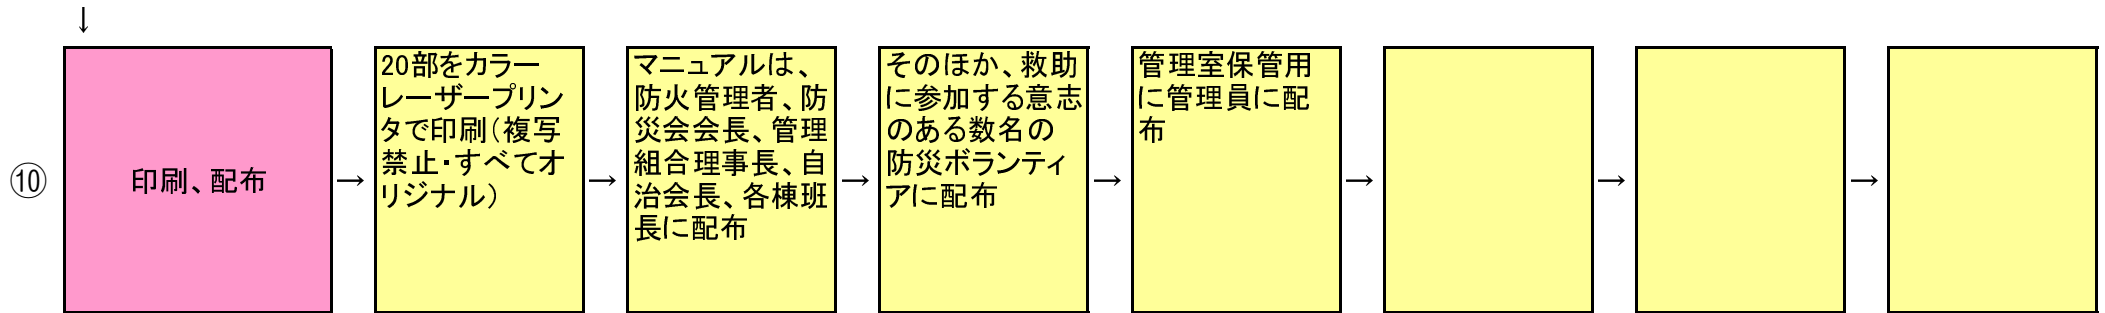 ↓
⑩
印刷、配布
→
20部をカラー
レーザープリン
タで印刷(複写
禁止・すべてオ
リジナル)
→
マニュアルは、
防火管理者、防
災会会長、管理
組合理事長、自
治会長、各棟班
長に配布
→
そのほか、救助
に参加する意志
のある数名の
防災ボランティ
アに配布
→
管理室保管用
に管理員に配
布
→
→
→